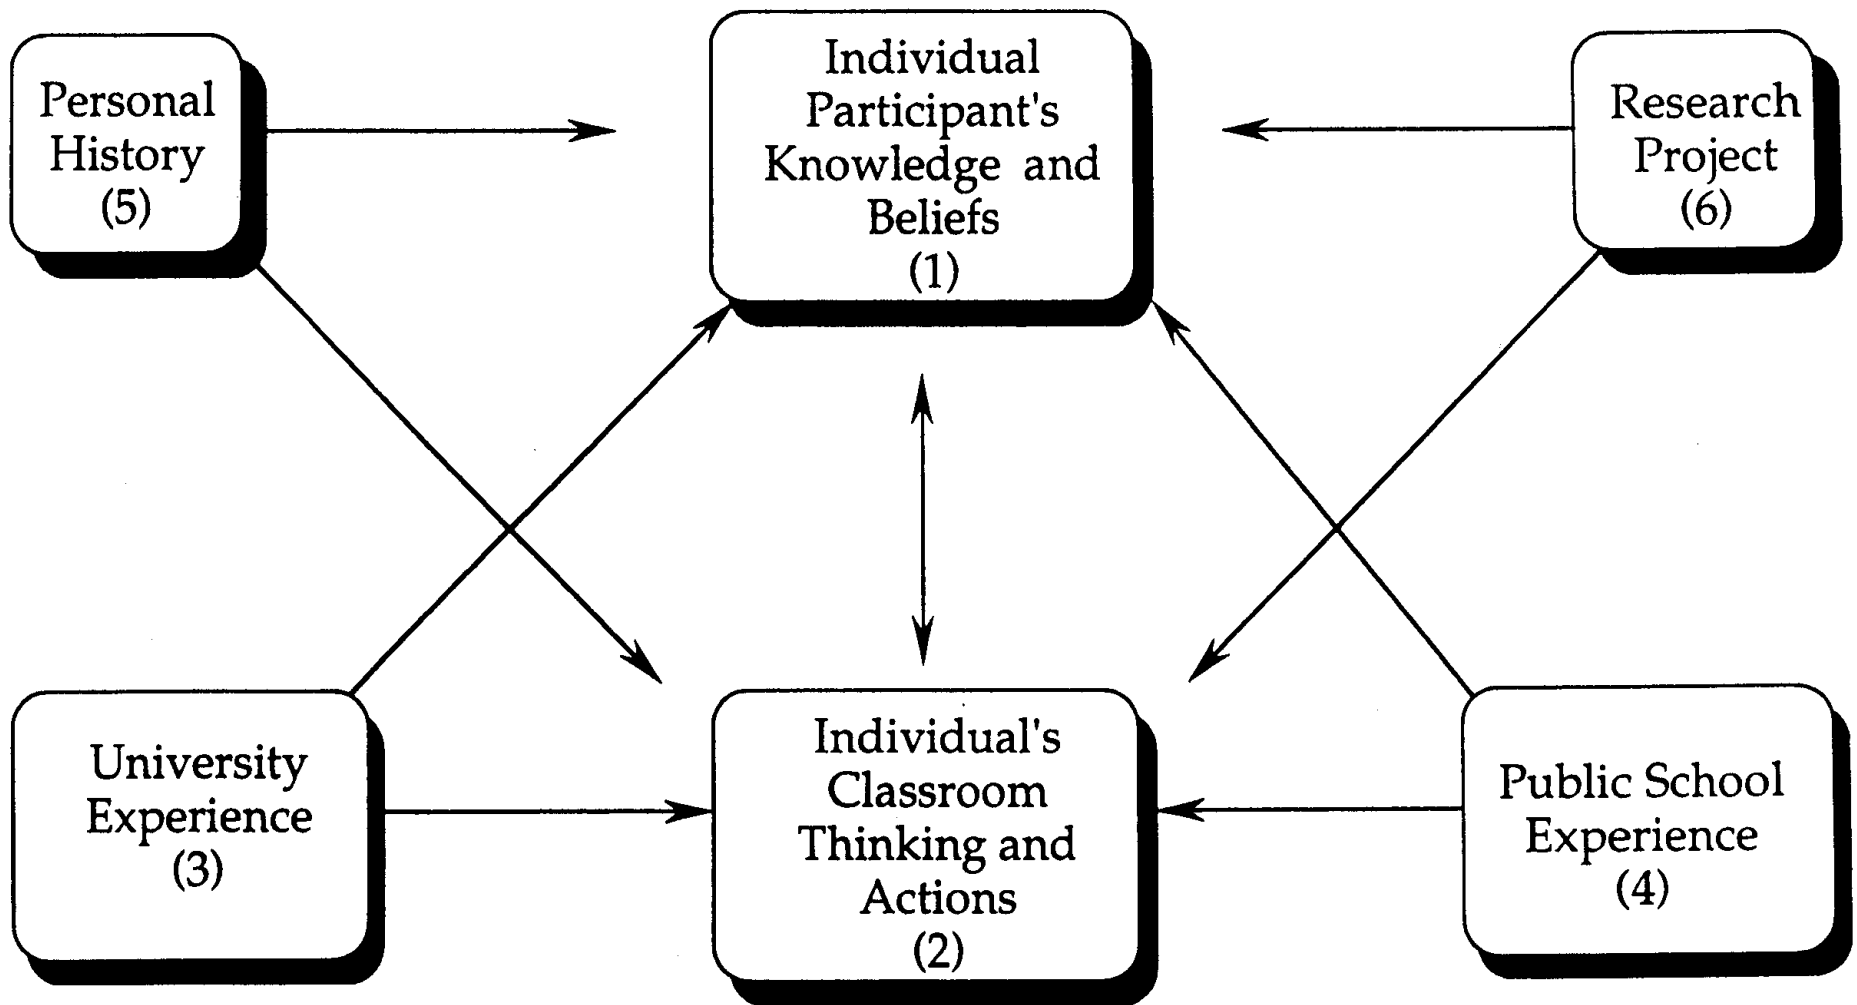 Personal
History
(5)
Individual
Participant's
Knowledge and
Beliefs
(1)
Research
Project
(6)
University
Experience
(3)
Individual's
Classroom
Thinking and
Actions
(2)
Public School
Experience
(4)